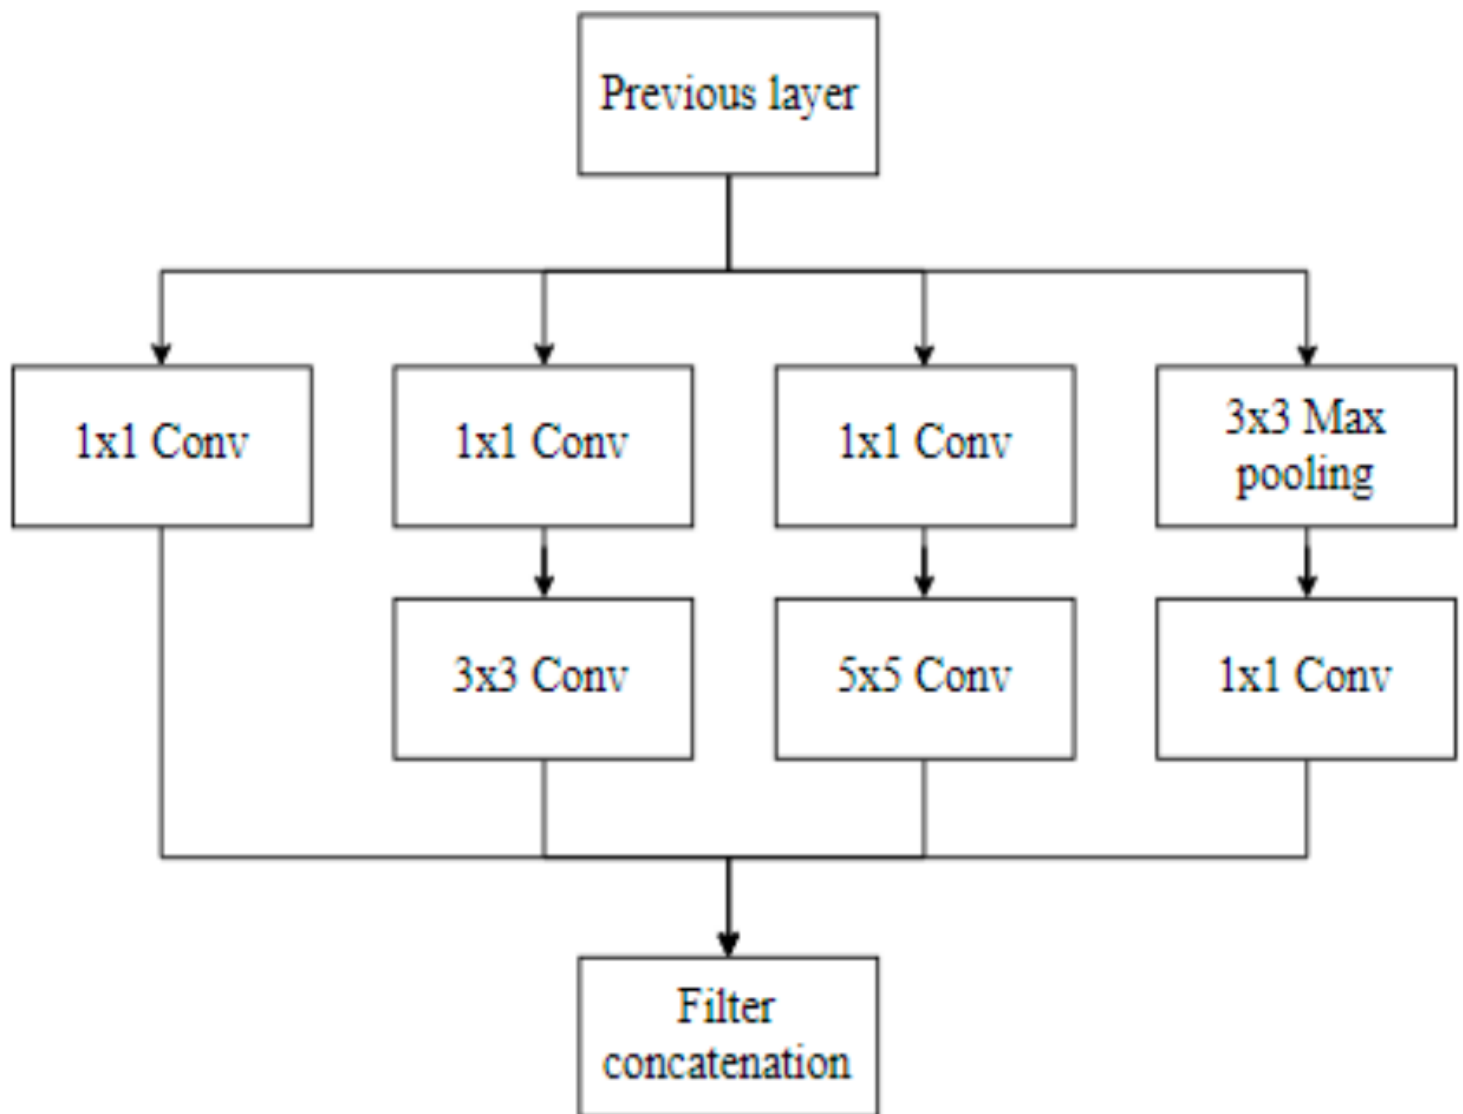 Previous layer
1x1 Conv
1x1 Conv
1x1 Conv
3x3 Max
pooling
3x3 Conv
5x5 Conv
1x1 Conv
Filter
concatenation